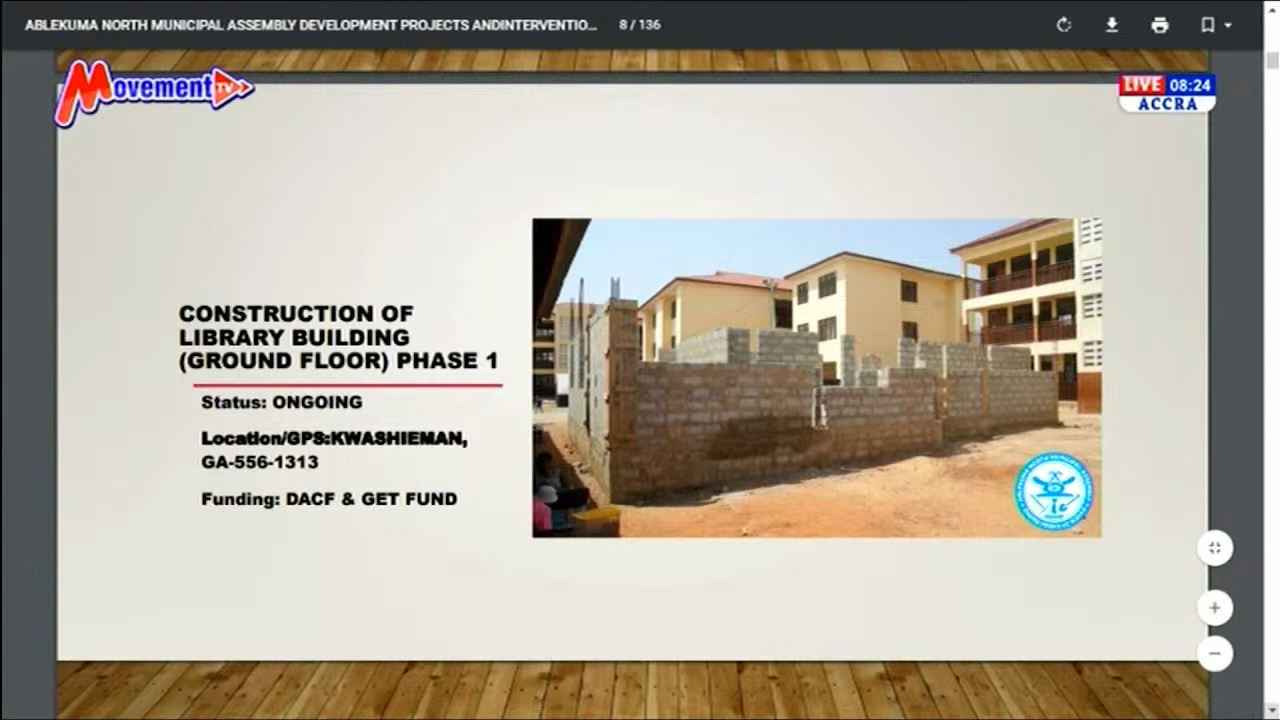 ABLEKUMA NORTH MUNICIPAL ASSEMBLY DEVELOPMENT PROJECTS ANDINTERVENTIO... 8 / 136
Movement TV
LIVE 08:24
ACCRA
CONSTRUCTION OF
LIBRARY BUILDING
(GROUND FLOOR) PHASE 1
Status: ONGOING
Location/GPS:KWASHIEMAN,
GA-556-1313
Funding: DACF & GET FUND